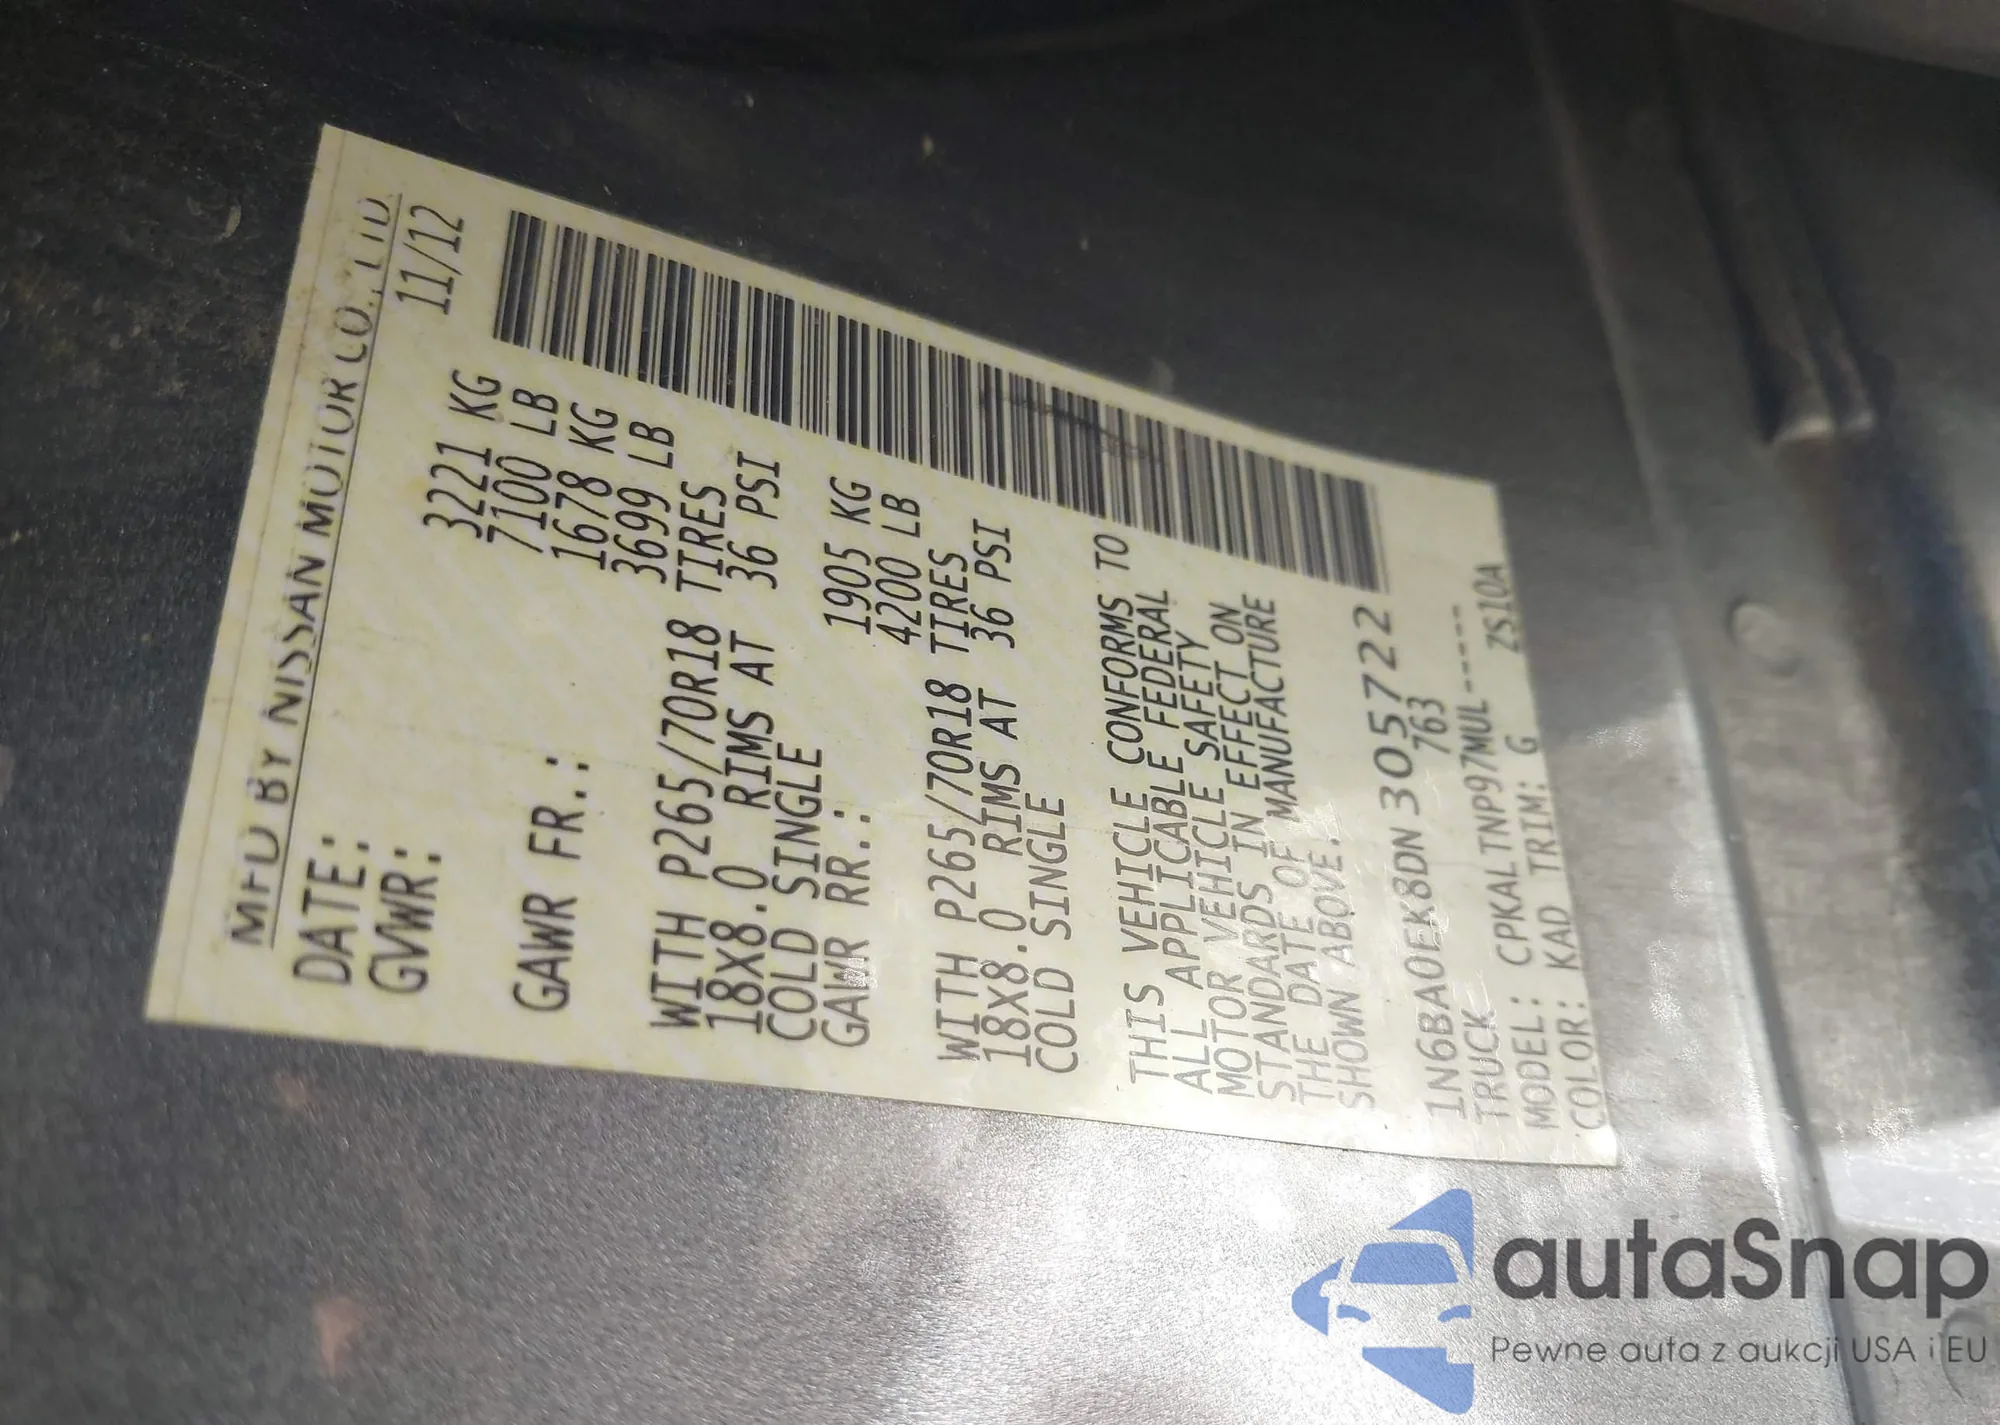 MFD BY NISSAN MOTOR CO.,LTD.
DATE: 11/12
GVWR: 3221 KG
7100 LB
GAWR FR.: 1678 KG
3699 LB
WITH P265/70R18 TIRES
18X8.0 RIMS AT 36 PSI
COLD SINGLE
GAWR RR.: 1905 KG
4200 LB
WITH P265/70R18 TIRES
18X8.0 RIMS AT 36 PSI
COLD SINGLE
THIS VEHICLE CONFORMS TO
ALL APPLICABLE FEDERAL
MOTOR VEHICLE SAFETY
STANDARDS IN EFFECT ON
THE DATE OF MANUFACTURE
SHOWN ABOVE.
1N6BA0EK8DN 305722
TRUCK 763
MODEL: CPKALTNP97MUL-----
COLOR: KAD TRIM: G ZS10A
autaSnap
Pewne auta z aukcji USA i EU